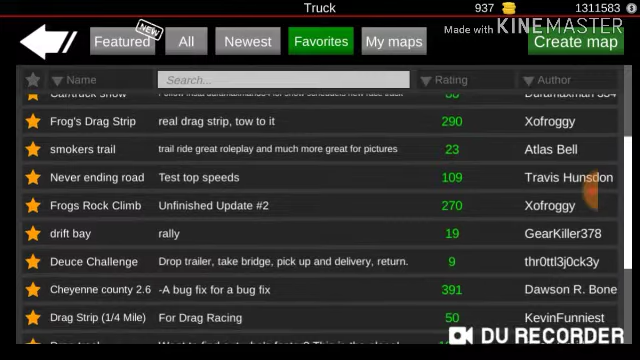 Truck
937
1311583
Made with KINEMASTER
Featured
NEW
All
Newest
Favorites
My maps
Create map
Name
Search...
Rating
Author
Frog's Drag Strip real drag strip, tow to it 290 Xofroggy
smokers trail trail ride great roleplay and much more great for pictures 23 Atlas Bell
Never ending road Test top speeds 109 Travis Hunsdon
Frogs Rock Climb Unfinished Update #2 270 Xofroggy
drift bay rally 19 GearKiller378
Deuce Challenge Drop trailer, take bridge, pick up and delivery, return. 9 thr0ttl3j0ck3y
Cheyenne county 2.6 -A bug fix for a bug fix 391 Dawson R. Bone
Drag Strip (1/4 Mile) For Drag Racing 50 KevinFunniest
DU RECORDER